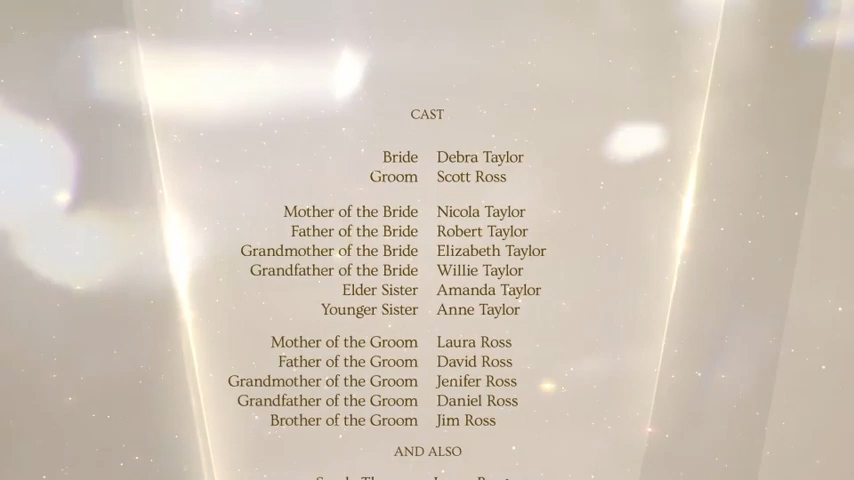 CAST
Bride Debra Taylor
Groom Scott Ross
Mother of the Bride Nicola Taylor
Father of the Bride Robert Taylor
Grandmother of the Bride Elizabeth Taylor
Grandfather of the Bride Willie Taylor
Elder Sister Amanda Taylor
Younger Sister Anne Taylor
Mother of the Groom Laura Ross
Father of the Groom David Ross
Grandmother of the Groom Jenifer Ross
Grandfather of the Groom Daniel Ross
Brother of the Groom Jim Ross
AND ALSO